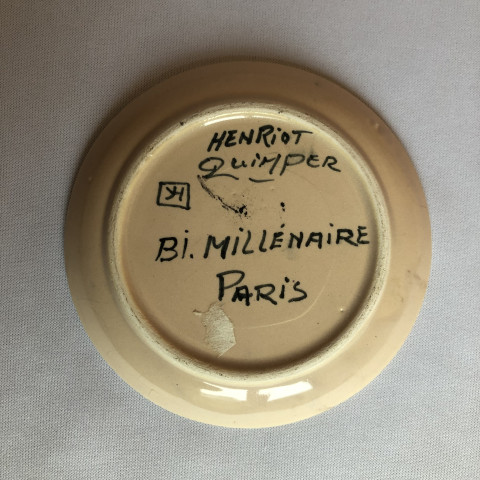 HENRiOT
QUiMPER
Bi. MiLLÉNAiRE
PARiS